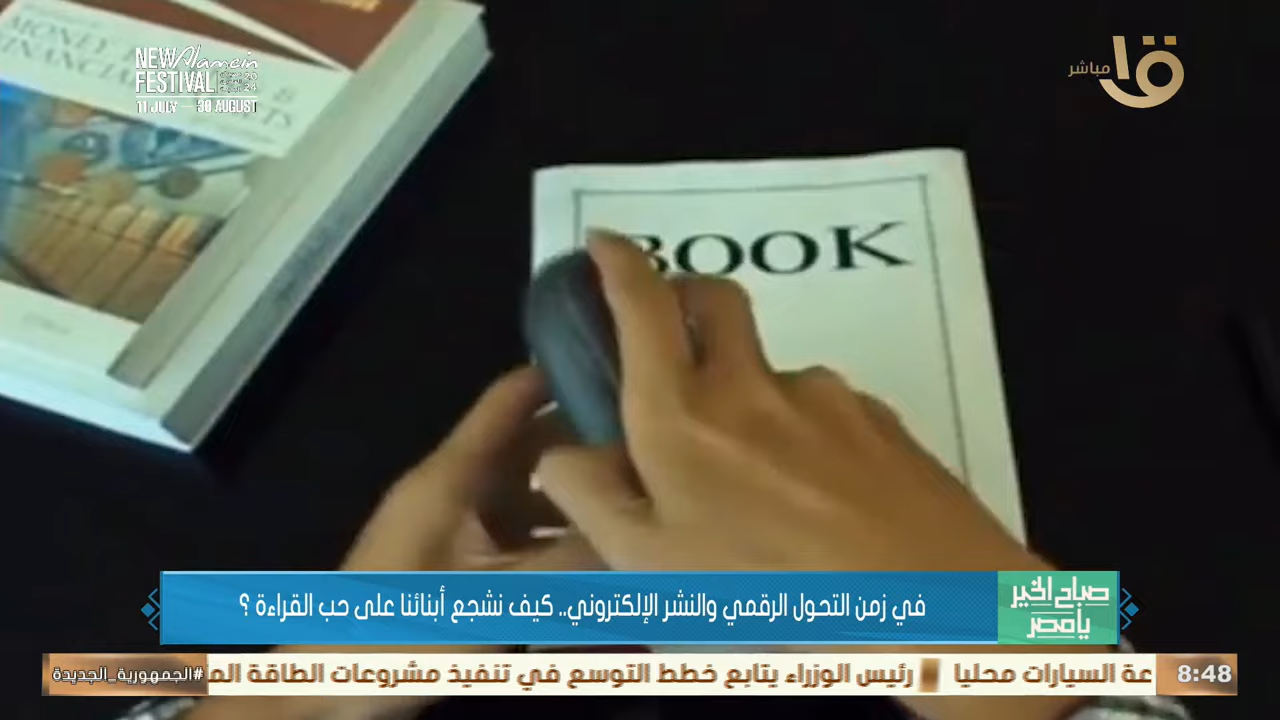 NEW Alamein
FESTIVAL
11 JULY — 30 AUGUST
مباشر
MONEY
FINANCIAL
BOOK
صباح الخير
يا مصر
في زمن التحول الرقمي والنشر الإلكتروني.. كيف نشجع أبنائنا على حب القراءة ؟
8:48
عة السيارات محليا
رئيس الوزراء يتابع خطط التوسع في تنفيذ مشروعات الطاقة الم
#الجمهورية_الجديدة